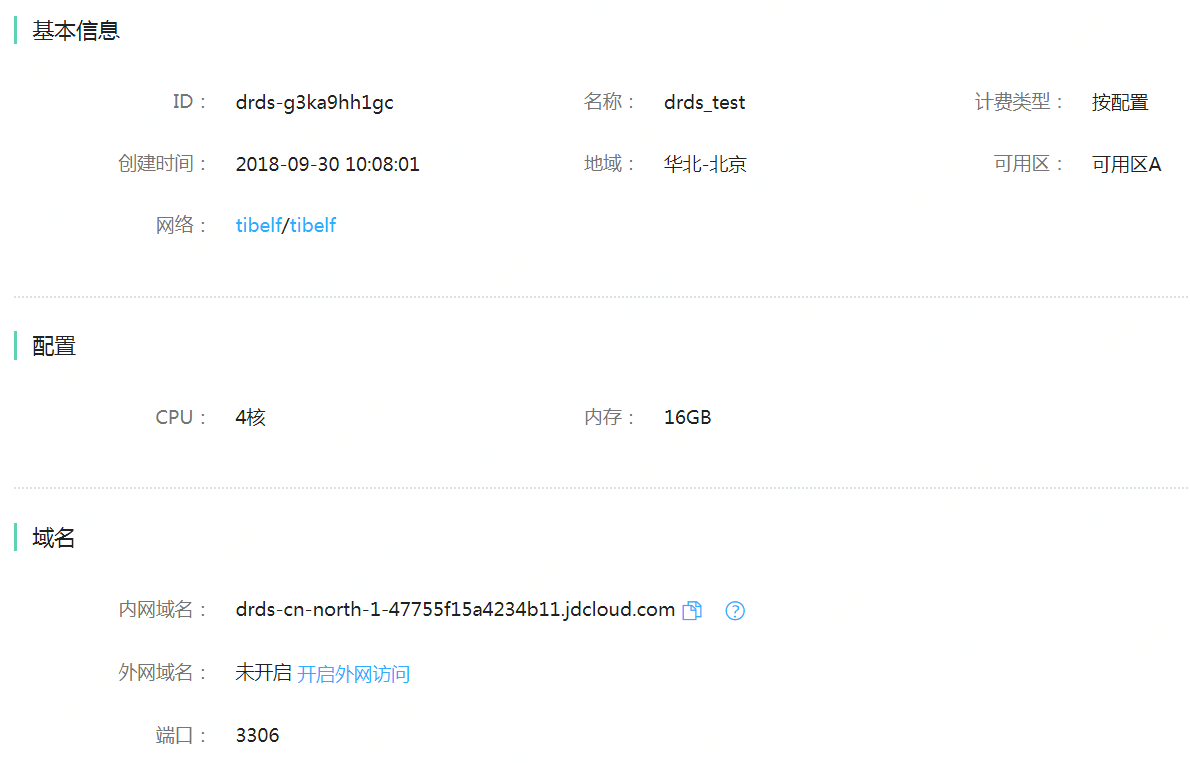 基本信息
ID： drds-g3ka9hh1gc 名称： drds_test 计费类型： 按配置
创建时间： 2018-09-30 10:08:01 地域： 华北-北京 可用区： 可用区A
网络： tibelf/tibelf
配置
CPU： 4核 内存： 16GB
域名
内网域名： drds-cn-north-1-47755f15a4234b11.jdcloud.com ?
外网域名： 未开启 开启外网访问
端口： 3306